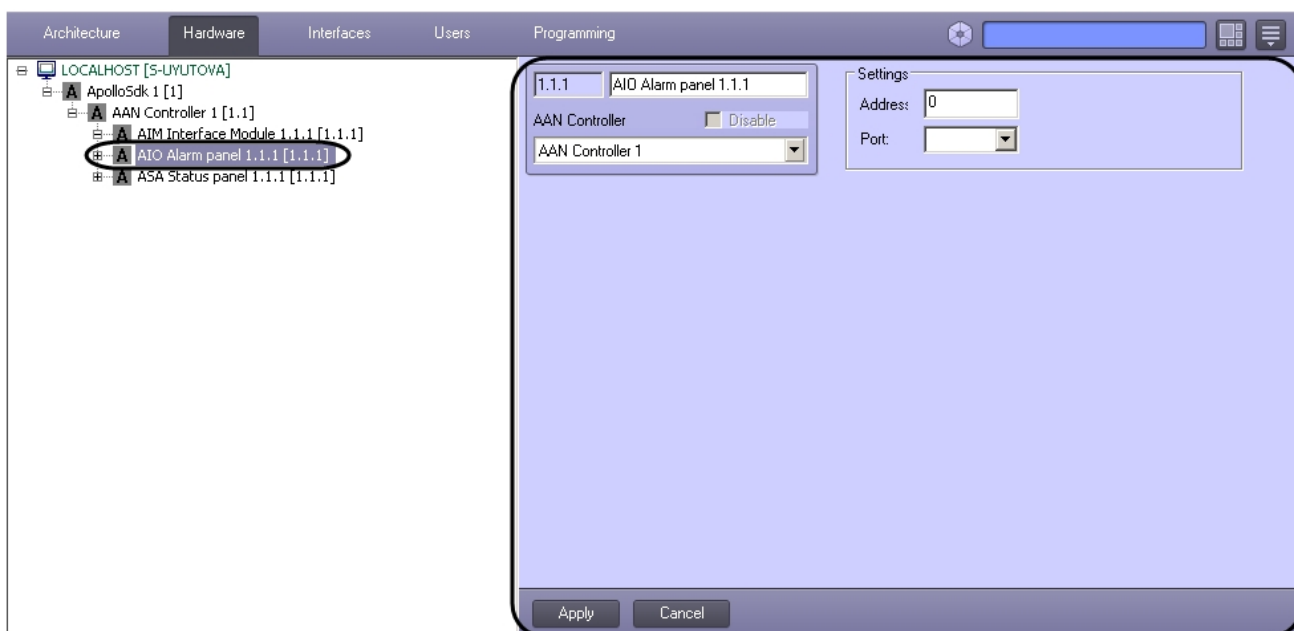 Architecture Hardware Interfaces Users Programming
LOCALHOST [S-UYUTOVA]
ApolloSdk 1 [1]
AAN Controller 1 [1.1]
AIM Interface Module 1.1.1 [1.1.1]
AIO Alarm panel 1.1.1 [1.1.1]
ASA Status panel 1.1.1 [1.1.1]
1.1.1 AIO Alarm panel 1.1.1
AAN Controller Disable
AAN Controller 1
Settings
Address: 0
Port:
Apply Cancel